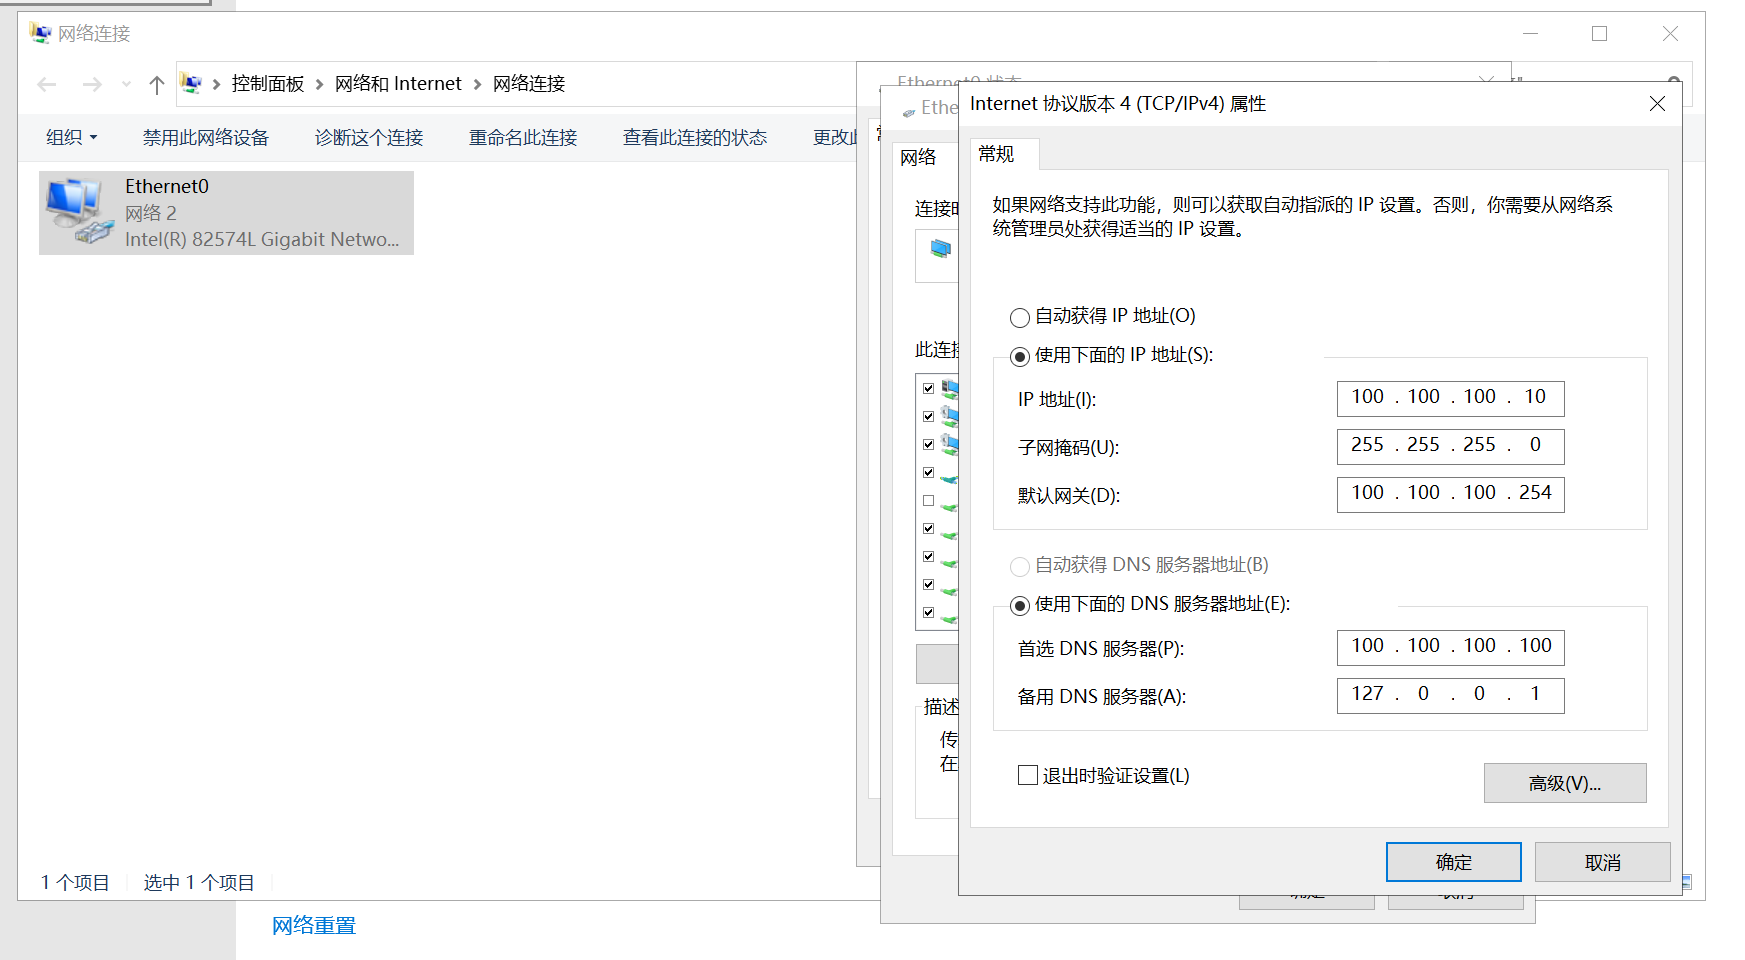 网络连接
控制面板 > 网络和 Internet > 网络连接
组织 禁用此网络设备 诊断这个连接 重命名此连接 查看此连接的状态 更改此
Ethernet0
网络 2
Intel(R) 82574L Gigabit Netwo...
1 个项目 选中 1 个项目
网络重置
Ethernet0 状态
Ethe
网络
连接时
此连接
描述
传
在
Internet 协议版本 4 (TCP/IPv4) 属性
常规
如果网络支持此功能，则可以获取自动指派的 IP 设置。否则，你需要从网络系
统管理员处获得适当的 IP 设置。
自动获得 IP 地址(O)
使用下面的 IP 地址(S):
IP 地址(I): 100 . 100 . 100 . 10
子网掩码(U): 255 . 255 . 255 . 0
默认网关(D): 100 . 100 . 100 . 254
自动获得 DNS 服务器地址(B)
使用下面的 DNS 服务器地址(E):
首选 DNS 服务器(P): 100 . 100 . 100 . 100
备用 DNS 服务器(A): 127 . 0 . 0 . 1
退出时验证设置(L)
高级(V)...
确定 取消
确定 取消